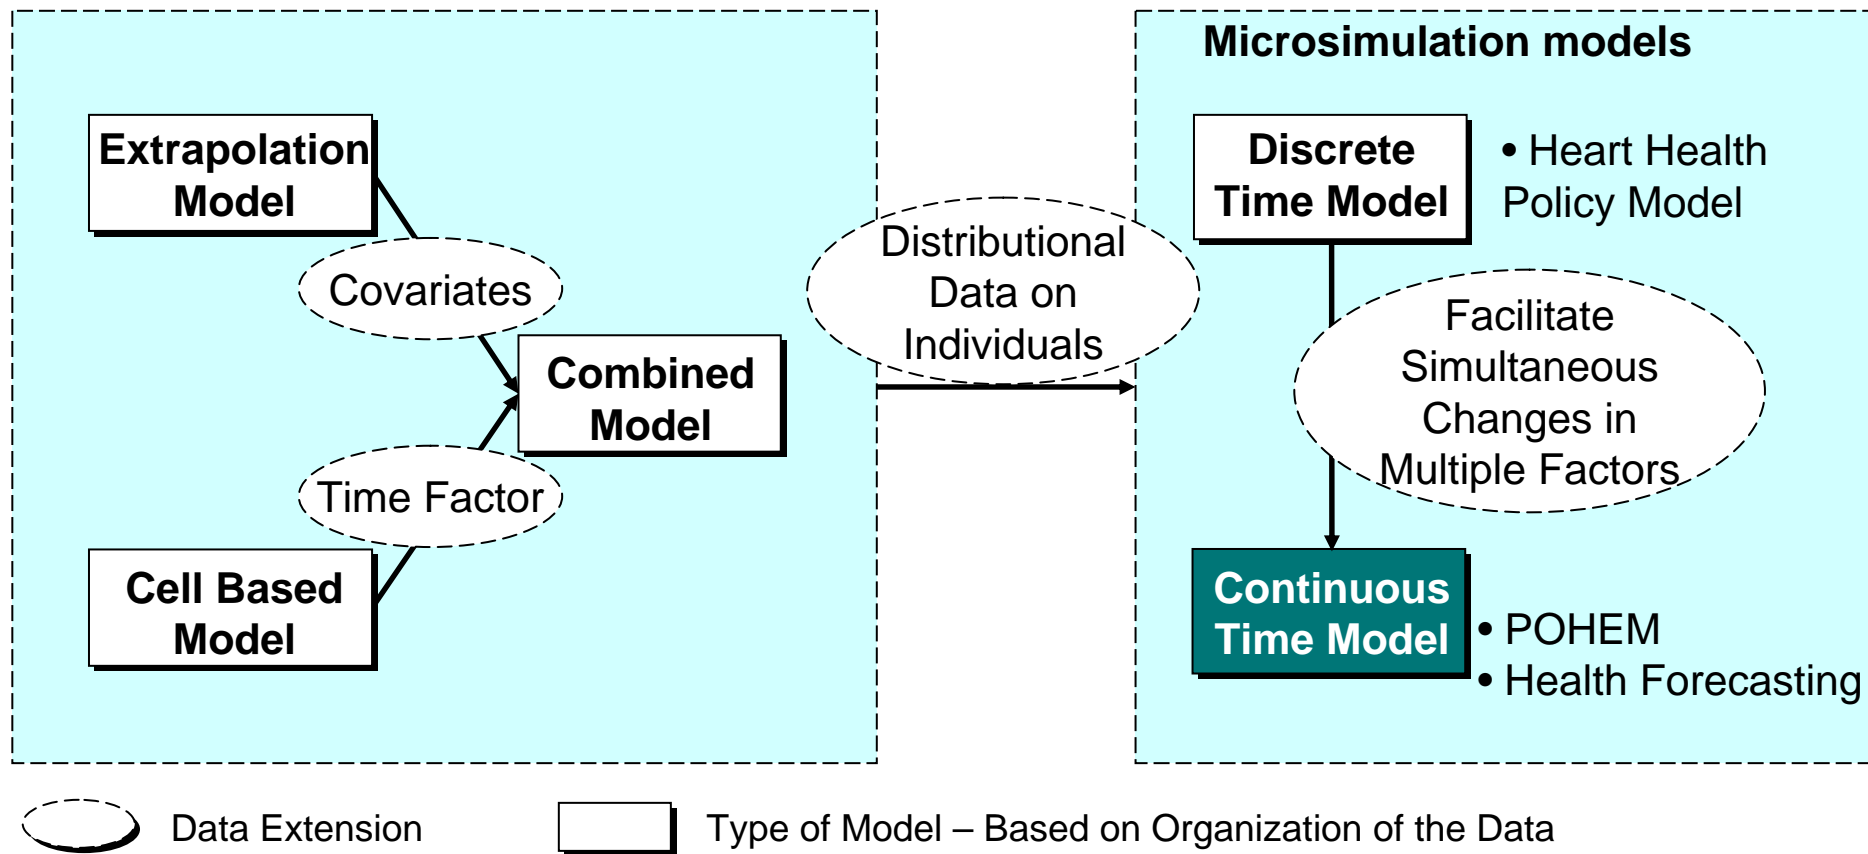 Extrapolation
Model
Covariates
Combined
Model
Time Factor
Cell Based
Model
Distributional
Data on
Individuals
Microsimulation models
Discrete
Time Model
• Heart Health
Policy Model
Facilitate
Simultaneous
Changes in
Multiple Factors
Continuous
Time Model
• POHEM
• Health Forecasting
Data Extension
Type of Model – Based on Organization of the Data